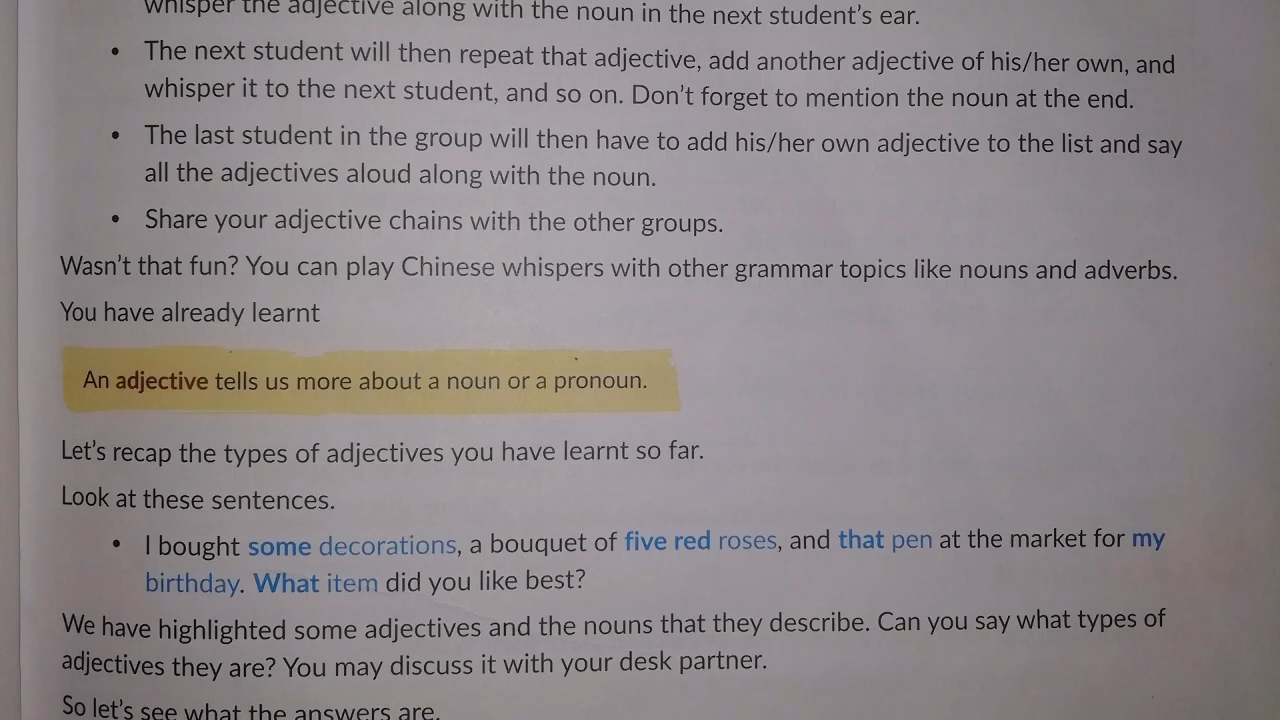 whisper the adjective along with the noun in the next student's ear.
• The next student will then repeat that adjective, add another adjective of his/her own, and
whisper it to the next student, and so on. Don't forget to mention the noun at the end.
• The last student in the group will then have to add his/her own adjective to the list and say
all the adjectives aloud along with the noun.
• Share your adjective chains with the other groups.
Wasn't that fun? You can play Chinese whispers with other grammar topics like nouns and adverbs.
You have already learnt
An adjective tells us more about a noun or a pronoun.
Let's recap the types of adjectives you have learnt so far.
Look at these sentences.
• I bought some decorations, a bouquet of five red roses, and that pen at the market for my
birthday. What item did you like best?
We have highlighted some adjectives and the nouns that they describe. Can you say what types of
adjectives they are? You may discuss it with your desk partner.
So let's see what the answers are.